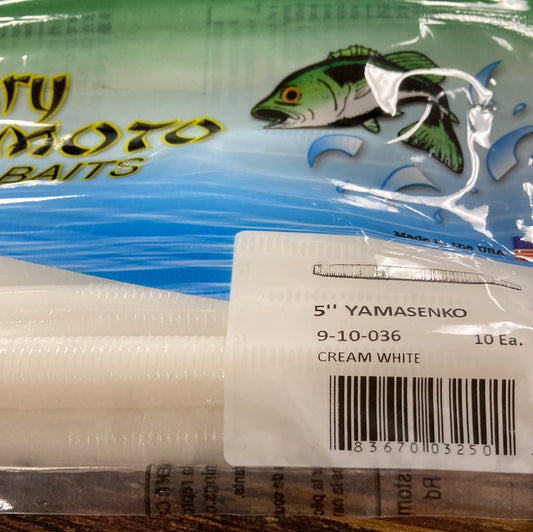 ry
MOTO
BAITS
Made in the USA
5'' YAMASENKO
9-10-036 10 Ea.
CREAM WHITE
83670 03250